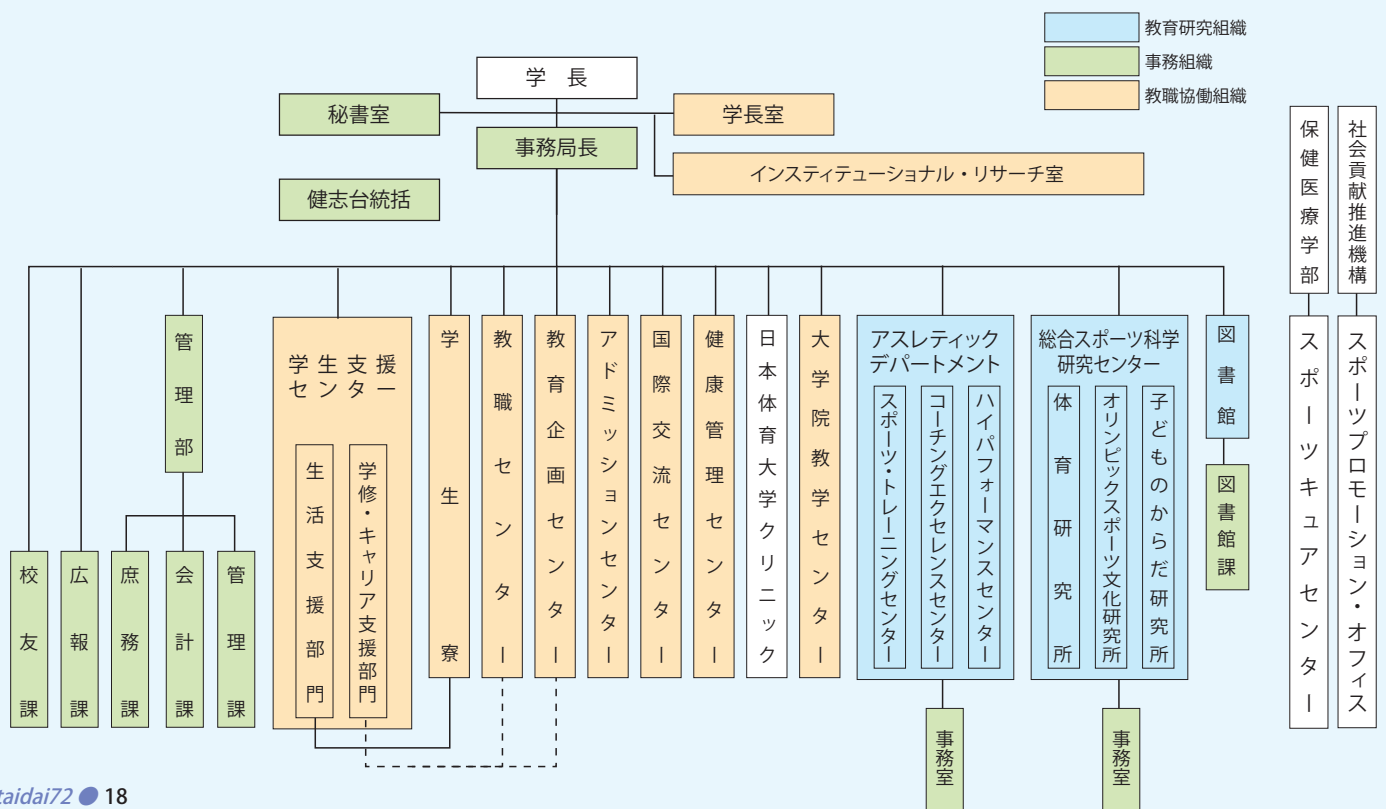 教育研究組織
事務組織
教職協働組織
学 長
秘書室
学長室
事務局長
インスティテューショナル・リサーチ室
健志台統括
校友課
広報課
管理部
庶務課
会計課
管理課
学生支援
センター
生活支援部門
学修・キャリア支援部門
学生寮
教職センター
教育企画センター
アドミッションセンター
国際交流センター
健康管理センター
日本体育大学クリニック
大学院教学センター
アスレティック
デパートメント
スポーツ・トレーニングセンター
コーチングエクセレンスセンター
ハイパフォーマンスセンター
事務室
総合スポーツ科学
研究センター
体育研究所
オリンピックスポーツ文化研究所
子どものからだ研究所
事務室
図書館
図書館課
保健医療学部
スポーツキュアセンター
社会貢献推進機構
スポーツプロモーション・オフィス
taidai72 ● 18